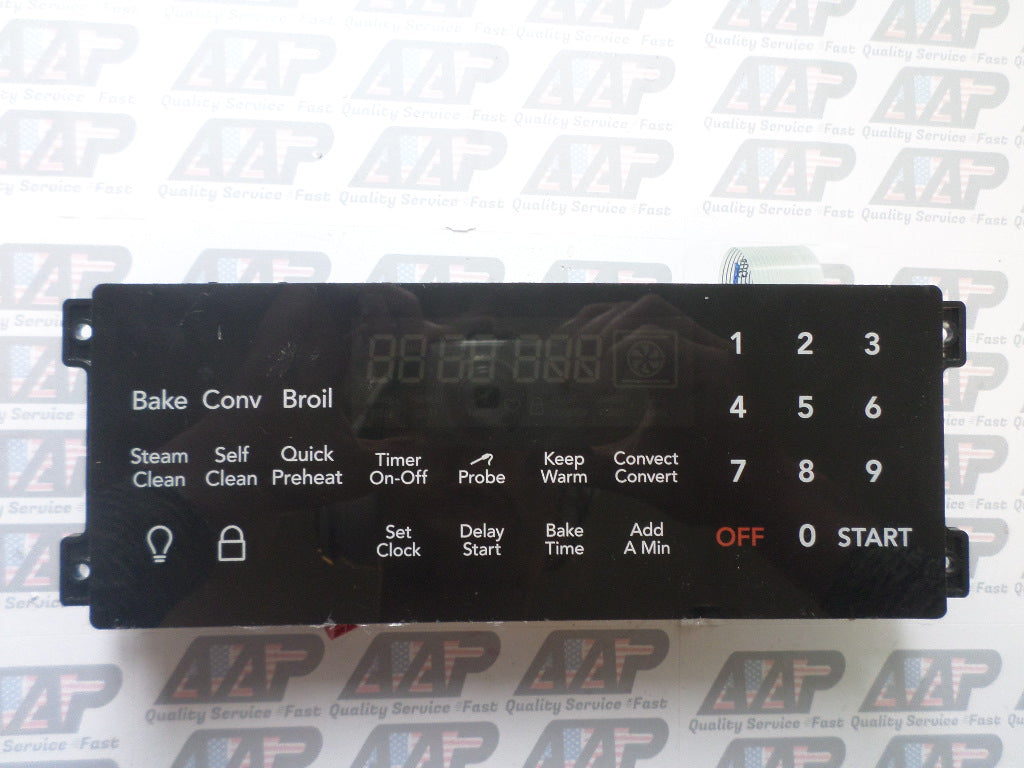 AAP
Quality Service &Fast
1 2 3
Bake Conv Broil
4 5 6
Steam Clean
Self Clean
Quick Preheat
Timer On-Off
Probe
Keep Warm
Convect Convert
7 8 9
Set Clock
Delay Start
Bake Time
Add A Min
OFF 0 START